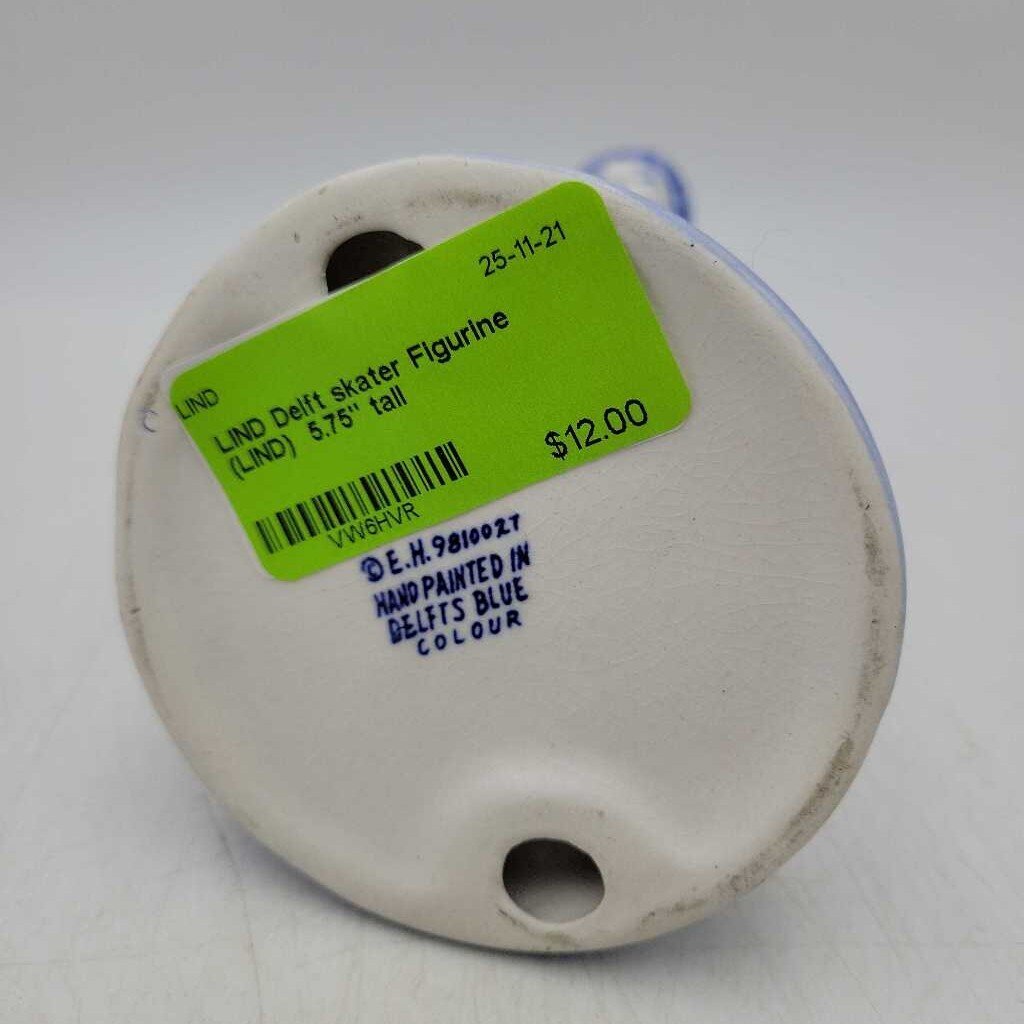 25-11-21
LIND
LIND Delft skater Figurine
(LIND) 5.75" tall
$12.00
VW6HVR
© E.H. 9810027
HAND PAINTED IN
DELFTS BLUE
COLOUR